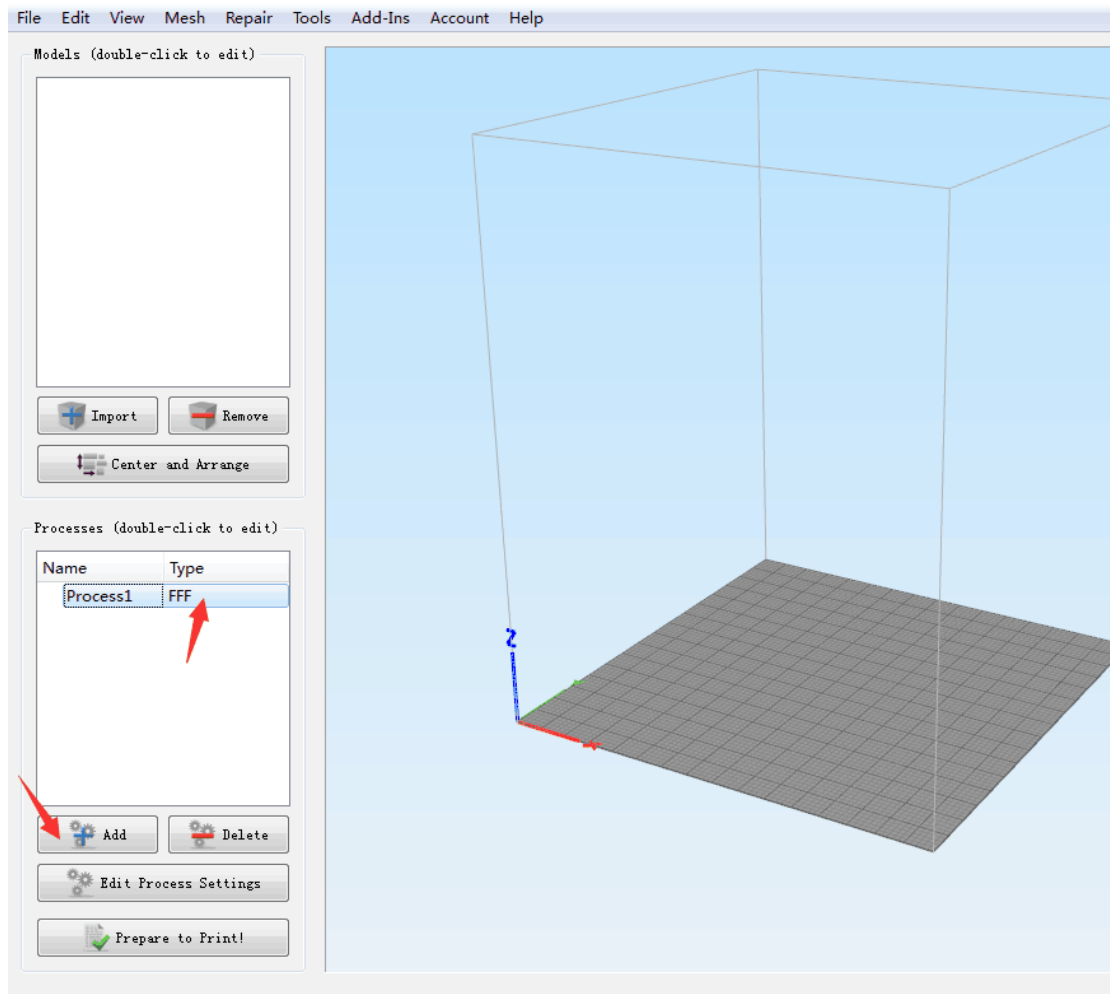 File Edit View Mesh Repair Tools Add-Ins Account Help
Models (double-click to edit)
Import Remove
Center and Arrange
Processes (double-click to edit)
Name Type
Process1 FFF
Z
Add Delete
Edit Process Settings
Prepare to Print!